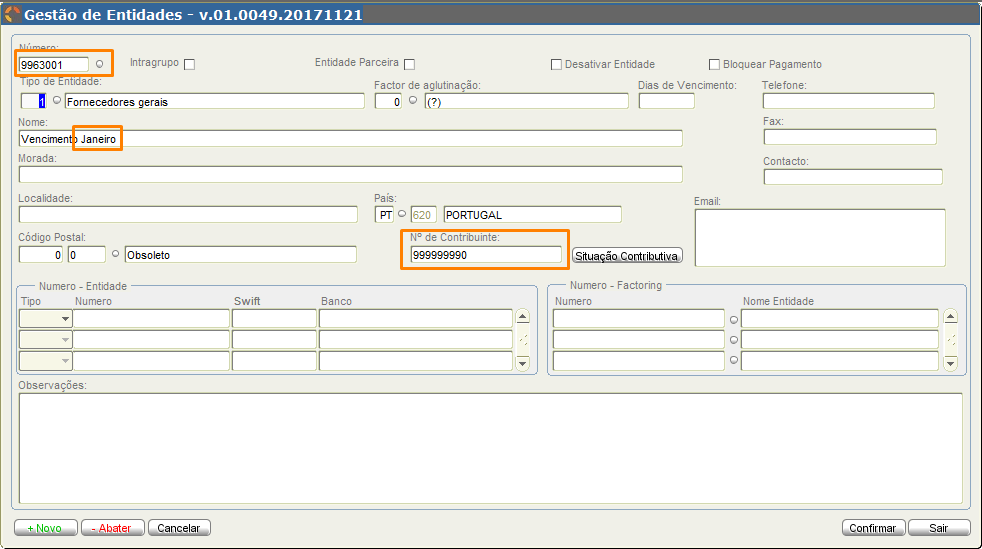 Gestão de Entidades - v.01.0049.20171121
Número:
9963001 Intragrupo Entidade Parceira Desativar Entidade Bloquear Pagamento
Tipo de Entidade: Factor de aglutinação: Dias de Vencimento: Telefone:
1 Fornecedores gerais 0 (?)
Nome: Fax:
Vencimento Janeiro
Morada: Contacto:
Localidade: País: Email:
PT 620 PORTUGAL
Código Postal: Nº de Contribuinte:
0 0 Obsoleto 999999990 Situação Contributiva
Numero - Entidade Numero - Factoring
Tipo Numero Swift Banco Numero Nome Entidade
Observações:
+ Novo - Abater Cancelar Confirmar Sair